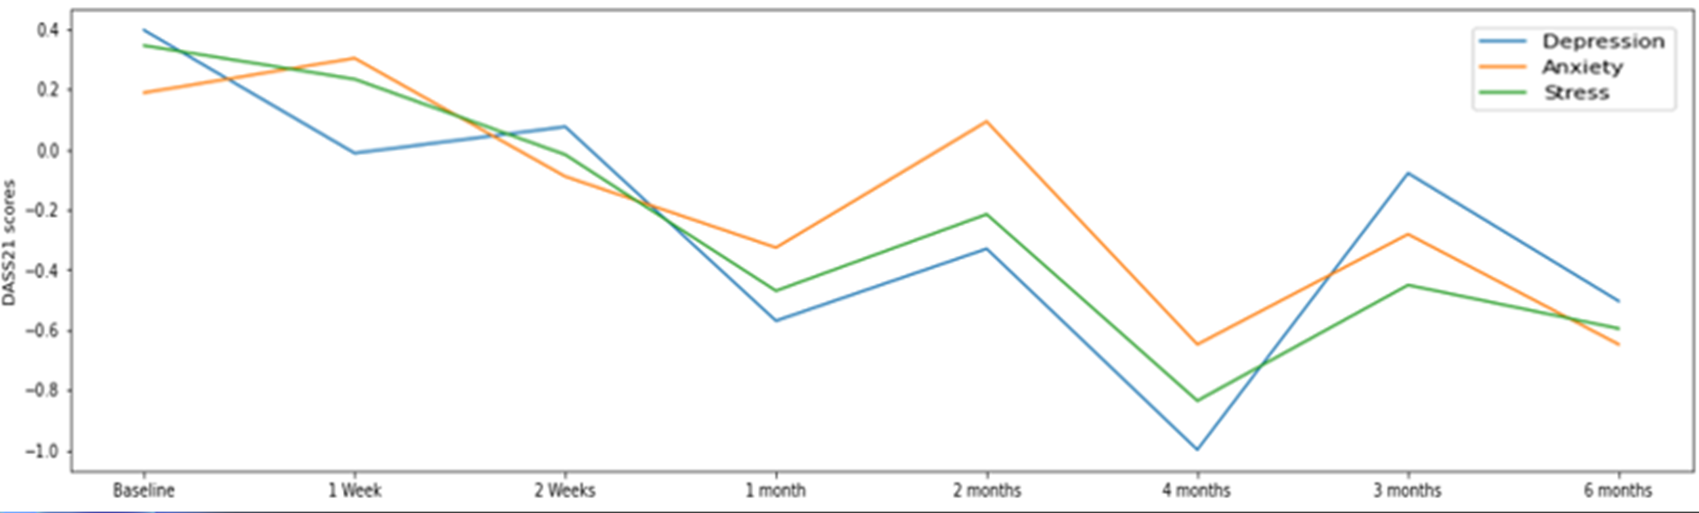 DASS21 scores
0.4
0.2
0.0
−0.2
−0.4
−0.6
−0.8
−1.0
Depression
Anxiety
Stress
Baseline 1 Week 2 Weeks 1 month 2 months 4 months 3 months 6 months